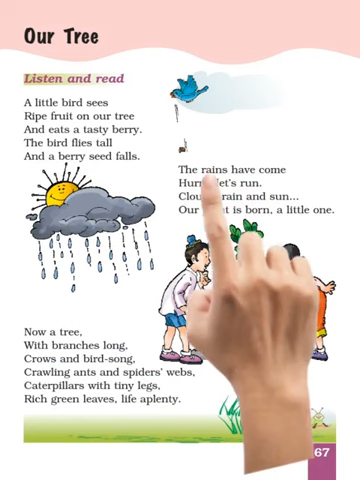 Our Tree
Listen and read
A little bird sees
Ripe fruit on our tree
And eats a tasty berry.
The bird flies tall
And a berry seed falls.
The rains have come
let's run.
rain and sun...
Our is born, a little one.
Now a tree,
With branches long,
Crows and bird-song,
Crawling ants and spiders' webs,
Caterpillars with tiny legs,
Rich green leaves, life aplenty.
67